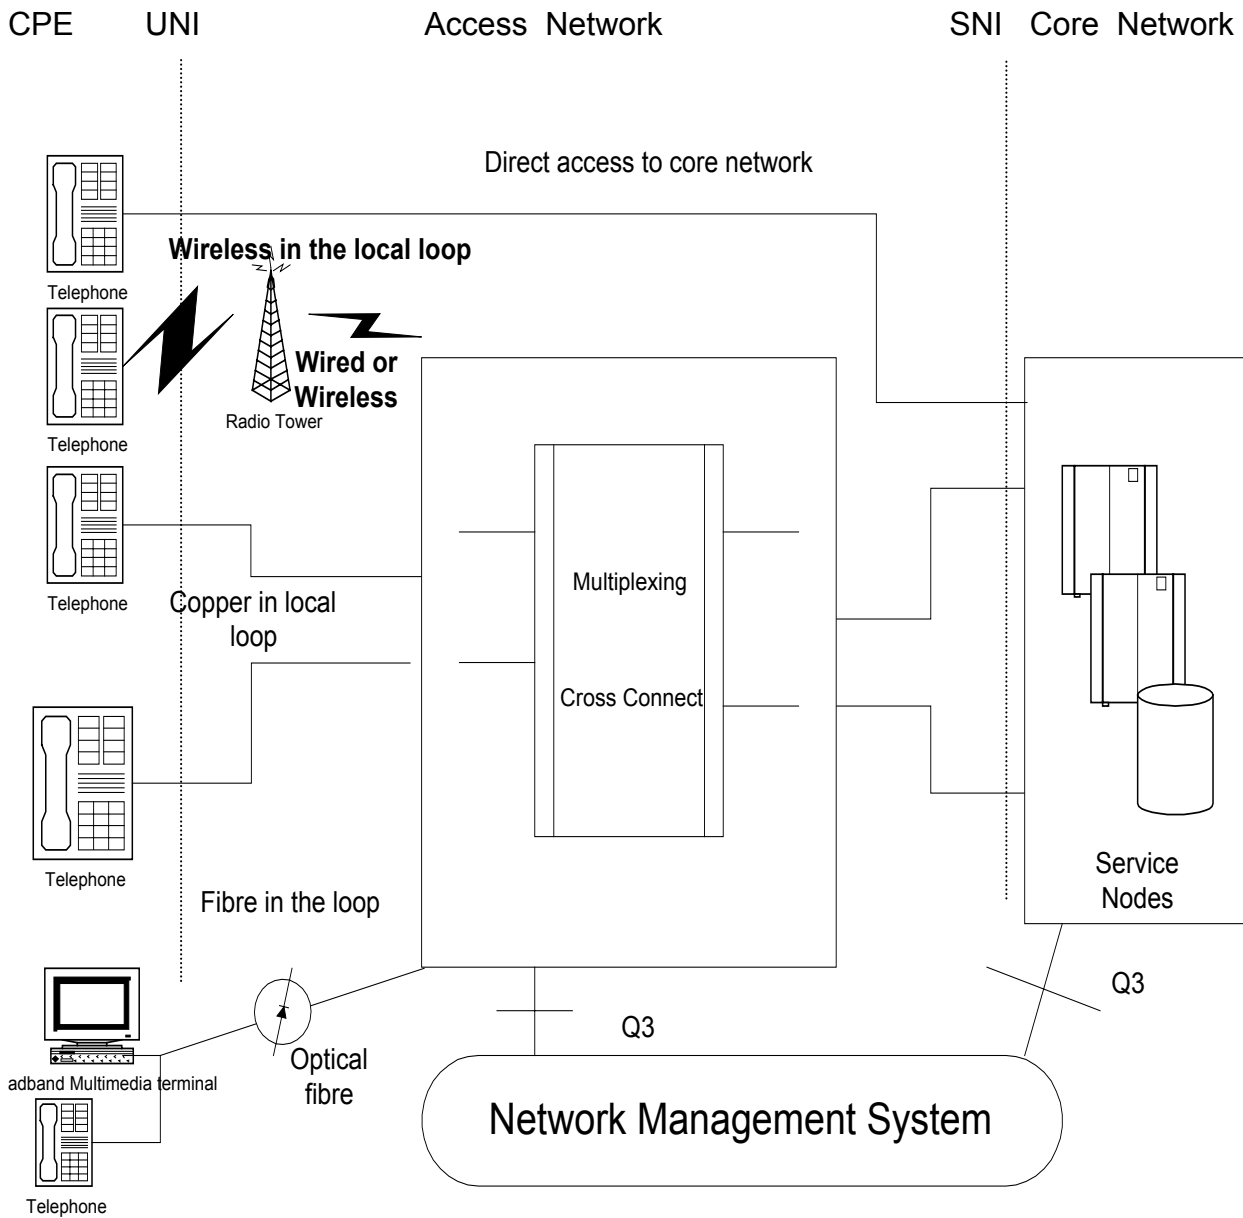 CPE UNI Access Network SNI Core Network
Direct access to core network
Wireless in the local loop
Telephone
Wired or
Wireless
Radio Tower
Telephone
Multiplexing
Telephone
Copper in local
loop
Cross Connect
Service
Nodes
Telephone
Fibre in the loop
Q3
Q3
Optical
fibre
adband Multimedia terminal
Network Management System
Telephone